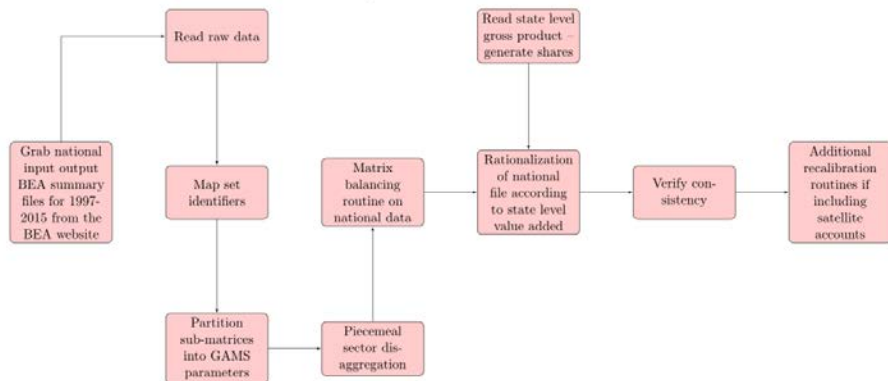 Grab national
input output
BEA summary
files for 1997-
2015 from the
BEA website
Read raw data
Map set
identifiers
Partition
sub-matrices
into GAMS
parameters
Piecemeal
sector dis-
aggregation
Matrix
balancing
routine on
national data
Read state level
gross product –
generate shares
Rationalization
of national
file according
to state level
value added
Verify con-
sistency
Additional
recalibration
routines if
including
satellite
accounts